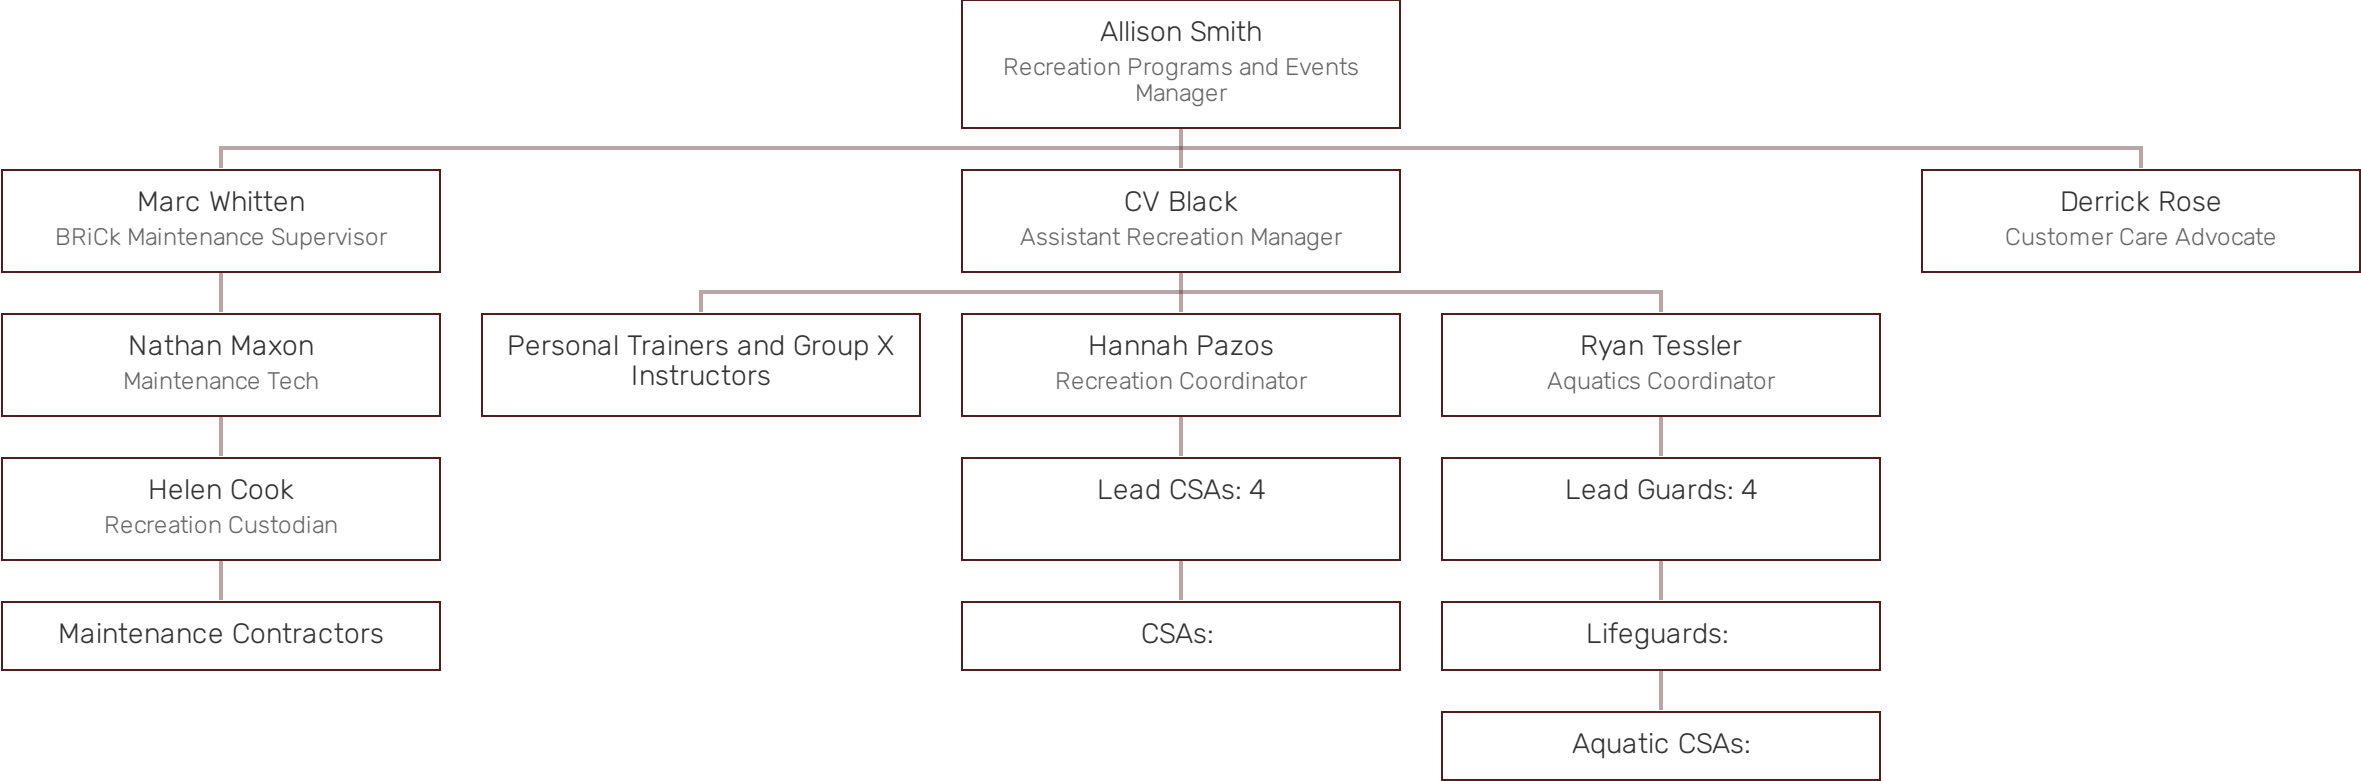 Allison Smith
Recreation Programs and Events
Manager
Marc Whitten
BRiCk Maintenance Supervisor
CV Black
Assistant Recreation Manager
Derrick Rose
Customer Care Advocate
Nathan Maxon
Maintenance Tech
Personal Trainers and Group X
Instructors
Hannah Pazos
Recreation Coordinator
Ryan Tessler
Aquatics Coordinator
Helen Cook
Recreation Custodian
Lead CSAs: 4
Lead Guards: 4
Maintenance Contractors
CSAs:
Lifeguards:
Aquatic CSAs: